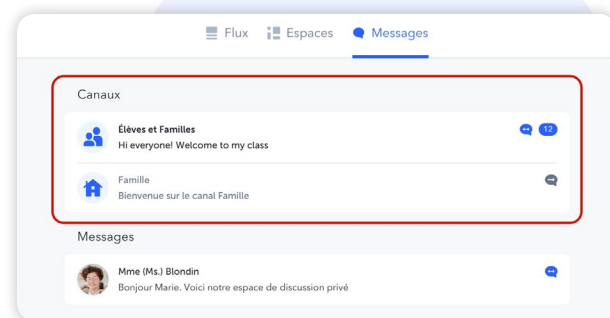 Flux Espaces Messages
Canaux
Élèves et Familles
Hi everyone! Welcome to my class
12
Famille
Bienvenue sur le canal Famille
Messages
Mme (Ms.) Blondin
Bonjour Marie. Voici notre espace de discussion privé